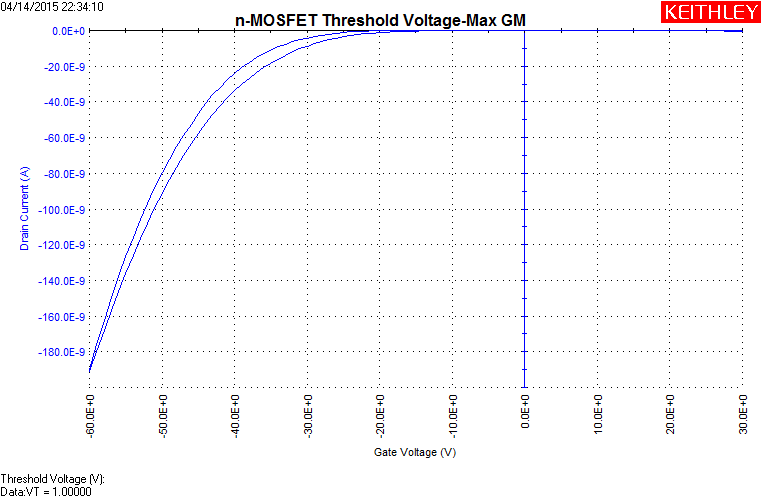 04/14/2015 22:34:10
n-MOSFET Threshold Voltage-Max GM
KEITHLEY
0.0E+0
-20.0E-9
-40.0E-9
-60.0E-9
-80.0E-9
-100.0E-9
-120.0E-9
-140.0E-9
-160.0E-9
-180.0E-9
Drain Current (A)
-60.0E+0
-50.0E+0
-40.0E+0
-30.0E+0
-20.0E+0
-10.0E+0
0.0E+0
10.0E+0
20.0E+0
30.0E+0
Gate Voltage (V)
Threshold Voltage (V):
Data:VT = 1.00000